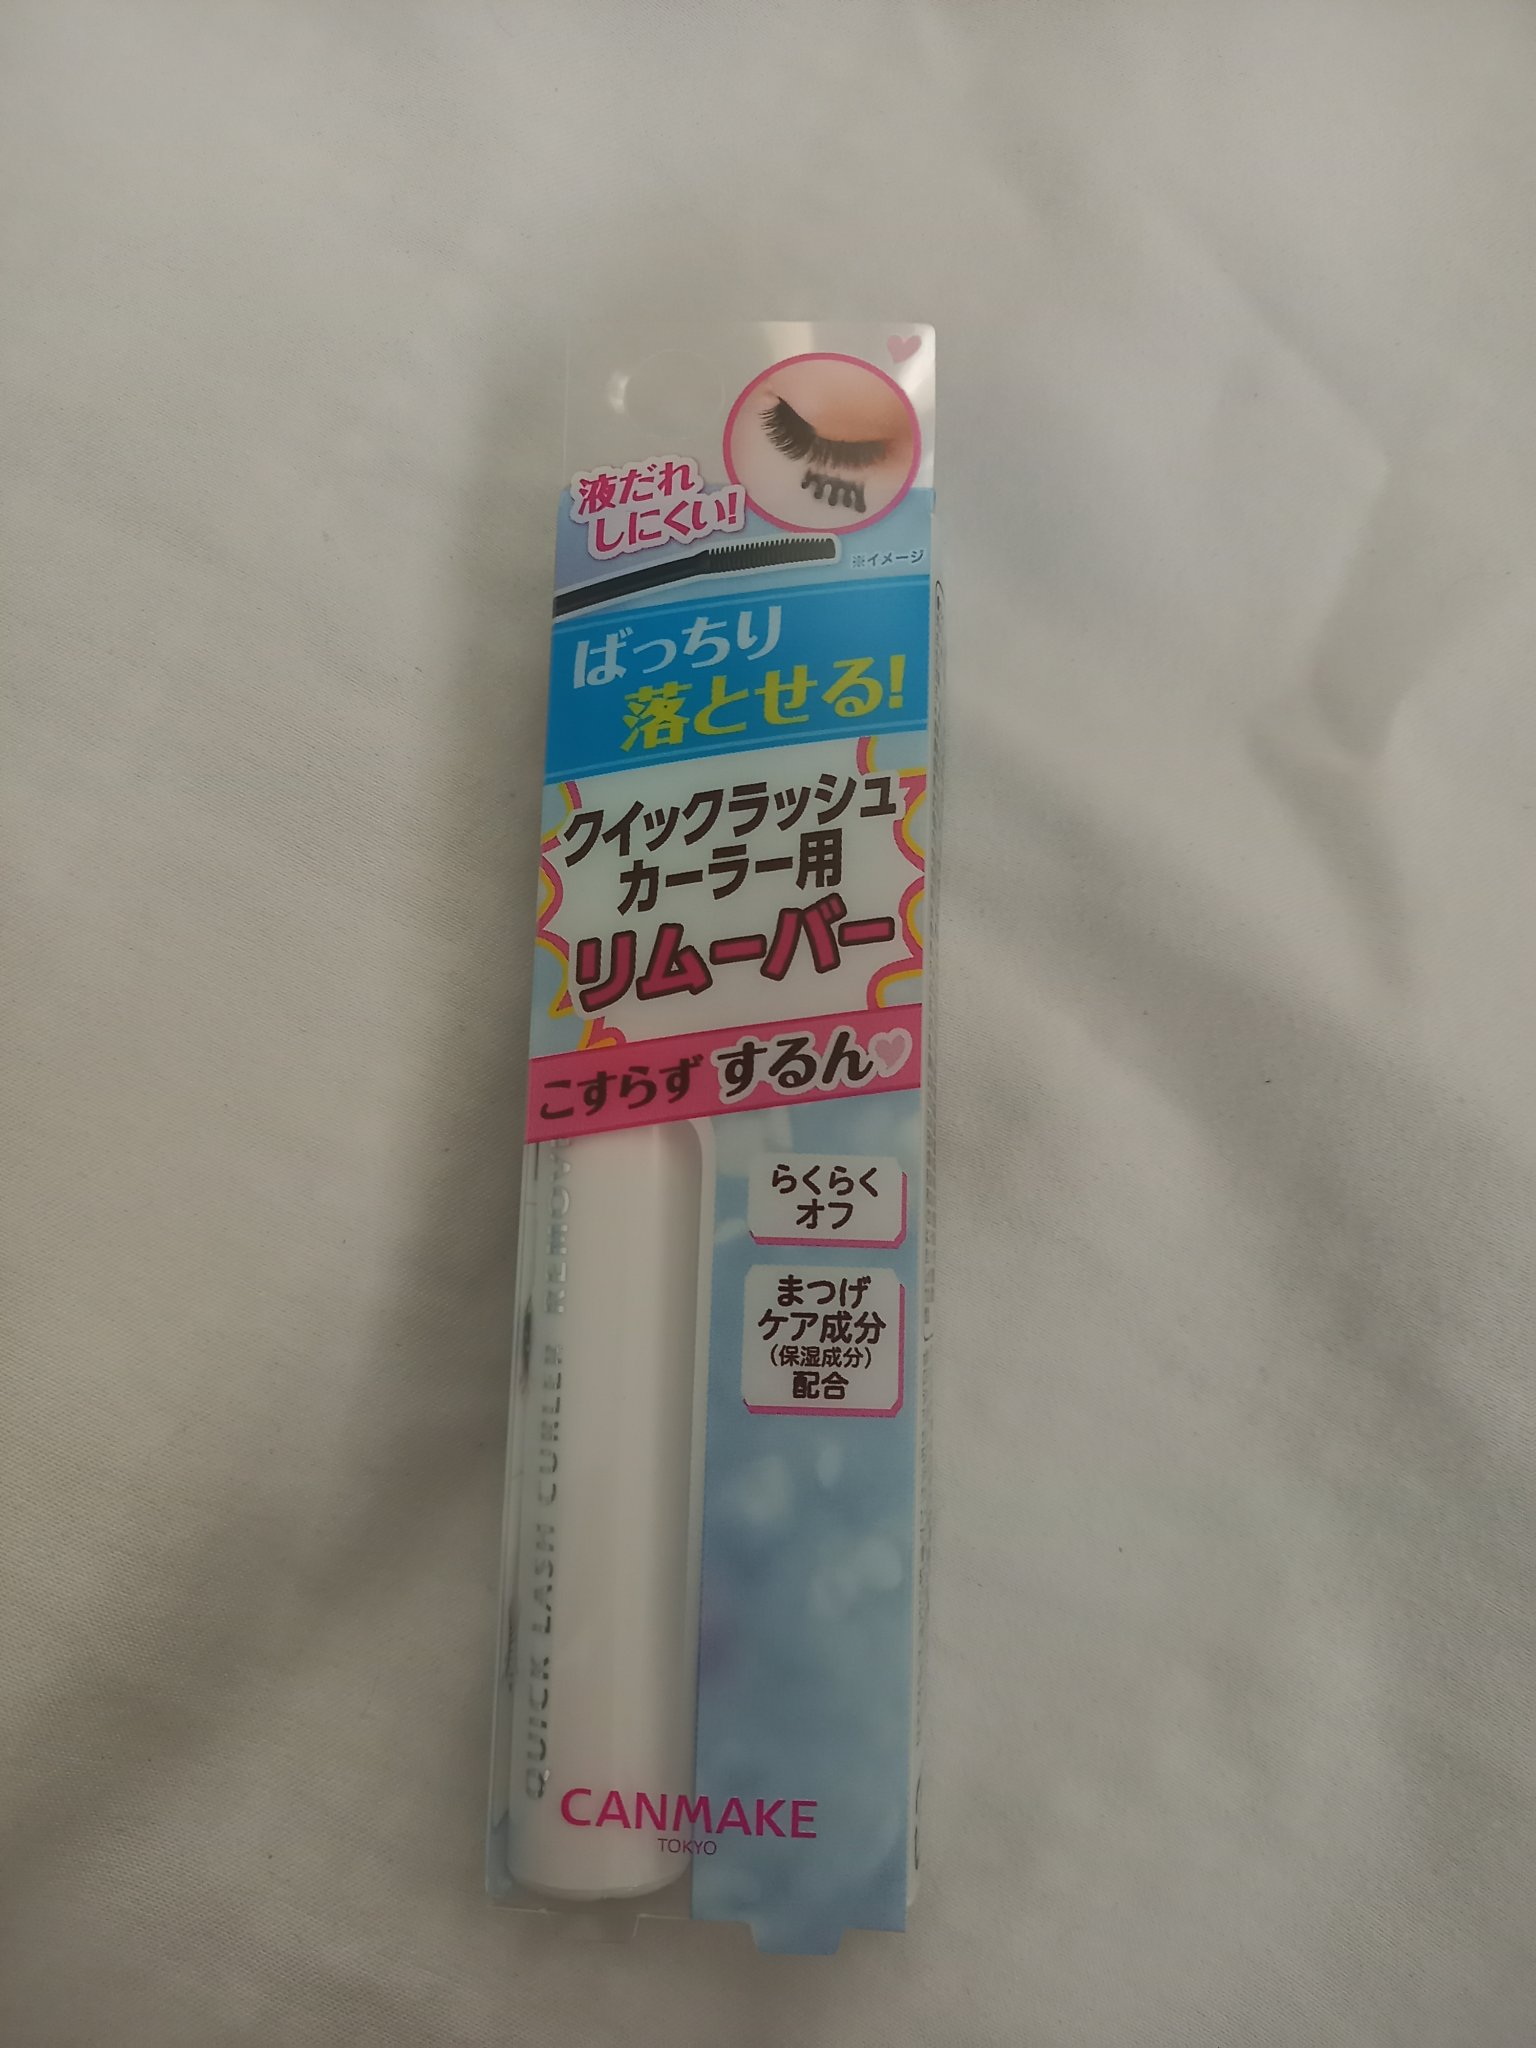 液だれ
しにくい!
※イメージ
ばっちり
落とせる!
クイックラッシュ
カーラー用
リムーバー
こすらず するん
らくらく
オフ
まつげ
ケア成分
(保湿成分)
配合
QUICK LASH CURLER REMOVER
CANMAKE
TOKYO